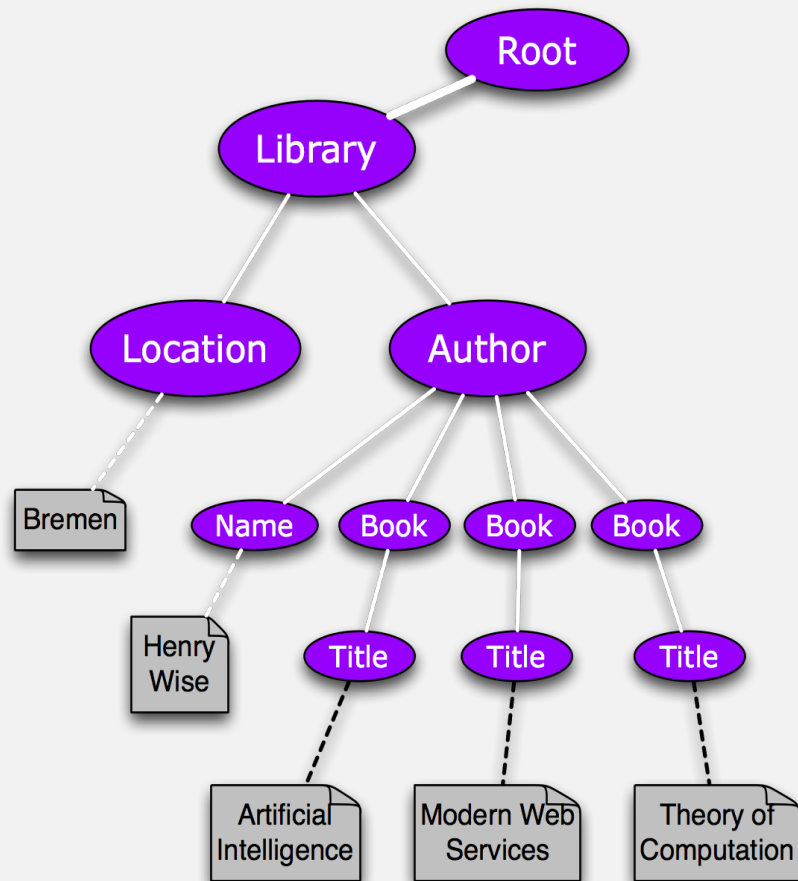 Root
Library
Location
Author
Bremen
Name
Book
Book
Book
Henry
Wise
Title
Title
Title
Artificial
Intelligence
Modern Web
Services
Theory of
Computation